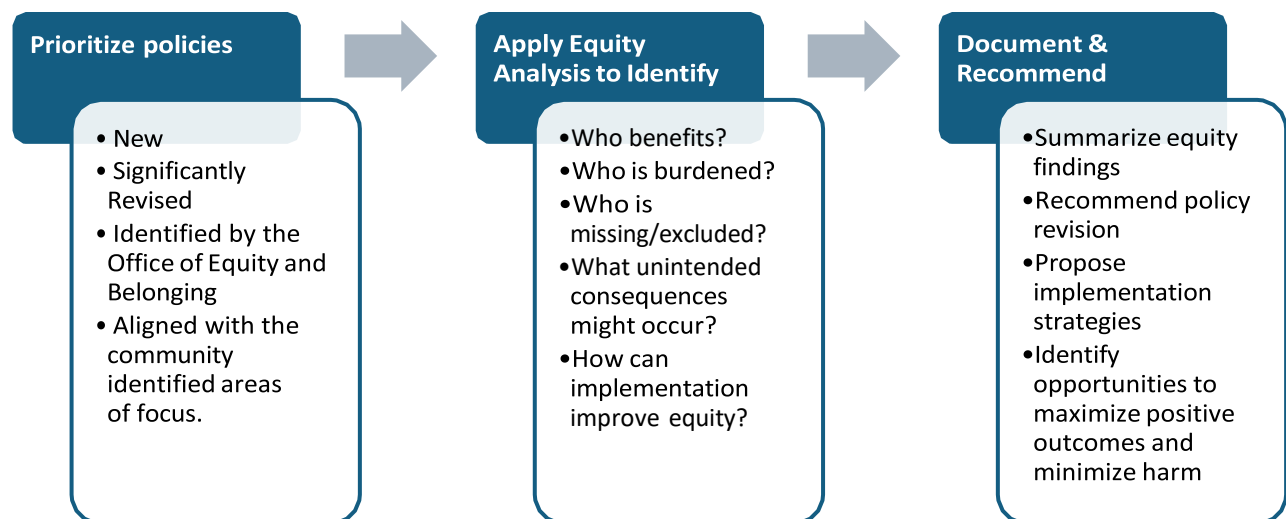 Prioritize policies
• New
• Significantly
Revised
• Identified by the
Office of Equity and
Belonging
• Aligned with the
community
identified areas
of focus.
Apply Equity
Analysis to Identify
•Who benefits?
•Who is burdened?
•Who is
missing/excluded?
•What unintended
consequences
might occur?
•How can
implementation
improve equity?
Document &
Recommend
•Summarize equity
findings
•Recommend policy
revision
•Propose
implementation
strategies
•Identify
opportunities to
maximize positive
outcomes and
minimize harm